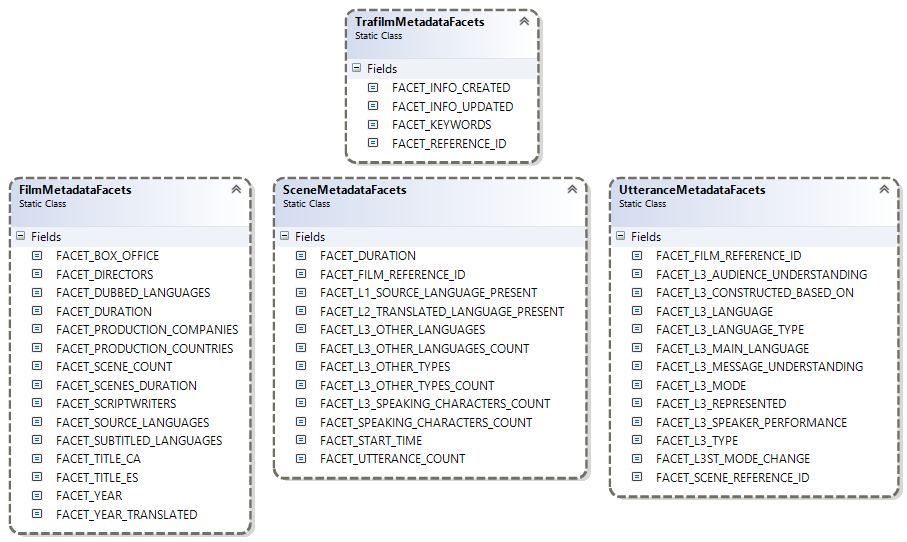 TrafilmMetadataFacets
Static Class
Fields
FACET_INFO_CREATED
FACET_INFO_UPDATED
FACET_KEYWORDS
FACET_REFERENCE_ID
FilmMetadataFacets
Static Class
Fields
FACET_BOX_OFFICE
FACET_DIRECTORS
FACET_DUBBED_LANGUAGES
FACET_DURATION
FACET_PRODUCTION_COMPANIES
FACET_PRODUCTION_COUNTRIES
FACET_SCENE_COUNT
FACET_SCENES_DURATION
FACET_SCRIPTWRITERS
FACET_SOURCE_LANGUAGES
FACET_SUBTITLED_LANGUAGES
FACET_TITLE_CA
FACET_TITLE_ES
FACET_YEAR
FACET_YEAR_TRANSLATED
SceneMetadataFacets
Static Class
Fields
FACET_DURATION
FACET_FILM_REFERENCE_ID
FACET_L1_SOURCE_LANGUAGE_PRESENT
FACET_L2_TRANSLATED_LANGUAGE_PRESENT
FACET_L3_OTHER_LANGUAGES
FACET_L3_OTHER_LANGUAGES_COUNT
FACET_L3_OTHER_TYPES
FACET_L3_OTHER_TYPES_COUNT
FACET_L3_SPEAKING_CHARACTERS_COUNT
FACET_SPEAKING_CHARACTERS_COUNT
FACET_START_TIME
FACET_UTTERANCE_COUNT
UtteranceMetadataFacets
Static Class
Fields
FACET_FILM_REFERENCE_ID
FACET_L3_AUDIENCE_UNDERSTANDING
FACET_L3_CONSTRUCTED_BASED_ON
FACET_L3_LANGUAGE
FACET_L3_LANGUAGE_TYPE
FACET_L3_MAIN_LANGUAGE
FACET_L3_MESSAGE_UNDERSTANDING
FACET_L3_MODE
FACET_L3_REPRESENTED
FACET_L3_SPEAKER_PERFORMANCE
FACET_L3_TYPE
FACET_L3ST_MODE_CHANGE
FACET_SCENE_REFERENCE_ID